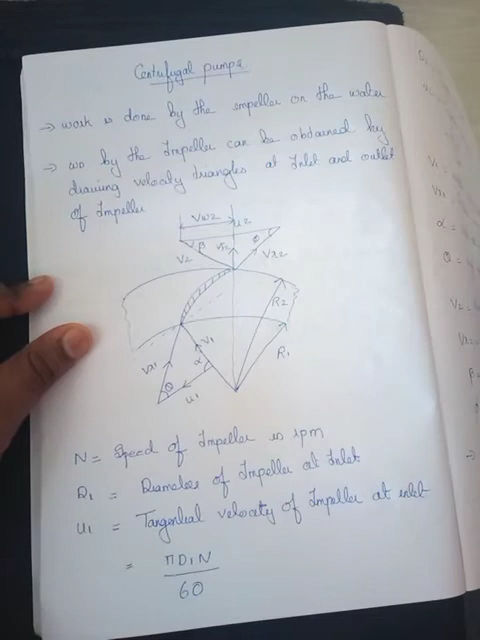 Centrifugal pumps
→ work is done by the impeller on the water
→ WD by the Impeller can be obtained by
drawing velocity triangles at Inlet and outlet
of Impeller
Vw2 u2
V2 β Vf2 Φ Vr2
R2
R1
Vr1 V1
θ α
u1
N = Speed of Impeller is rpm
D1 = Diameter of Impeller at Inlet
u1 = Tangential velocity of Impeller at inlet
= πD1N
60